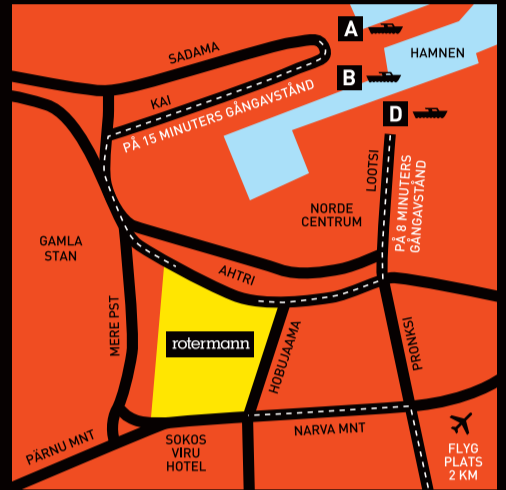 A
SADAMA
HAMNEN
B
KAI
PÅ 15 MINUTERS GÅNGAVSTÅND
D
LOOTSI
PÅ 8 MINUTERS
GÅNGAVSTÅND
NORDE
CENTRUM
GAMLA
STAN
AHTRI
MERE PST
rotermann
HOBUJAAMA
PRONKSI
NARVA MNT
PÄRNU MNT
SOKOS
VIRU
HOTEL
FLYG
PLATS
2 KM